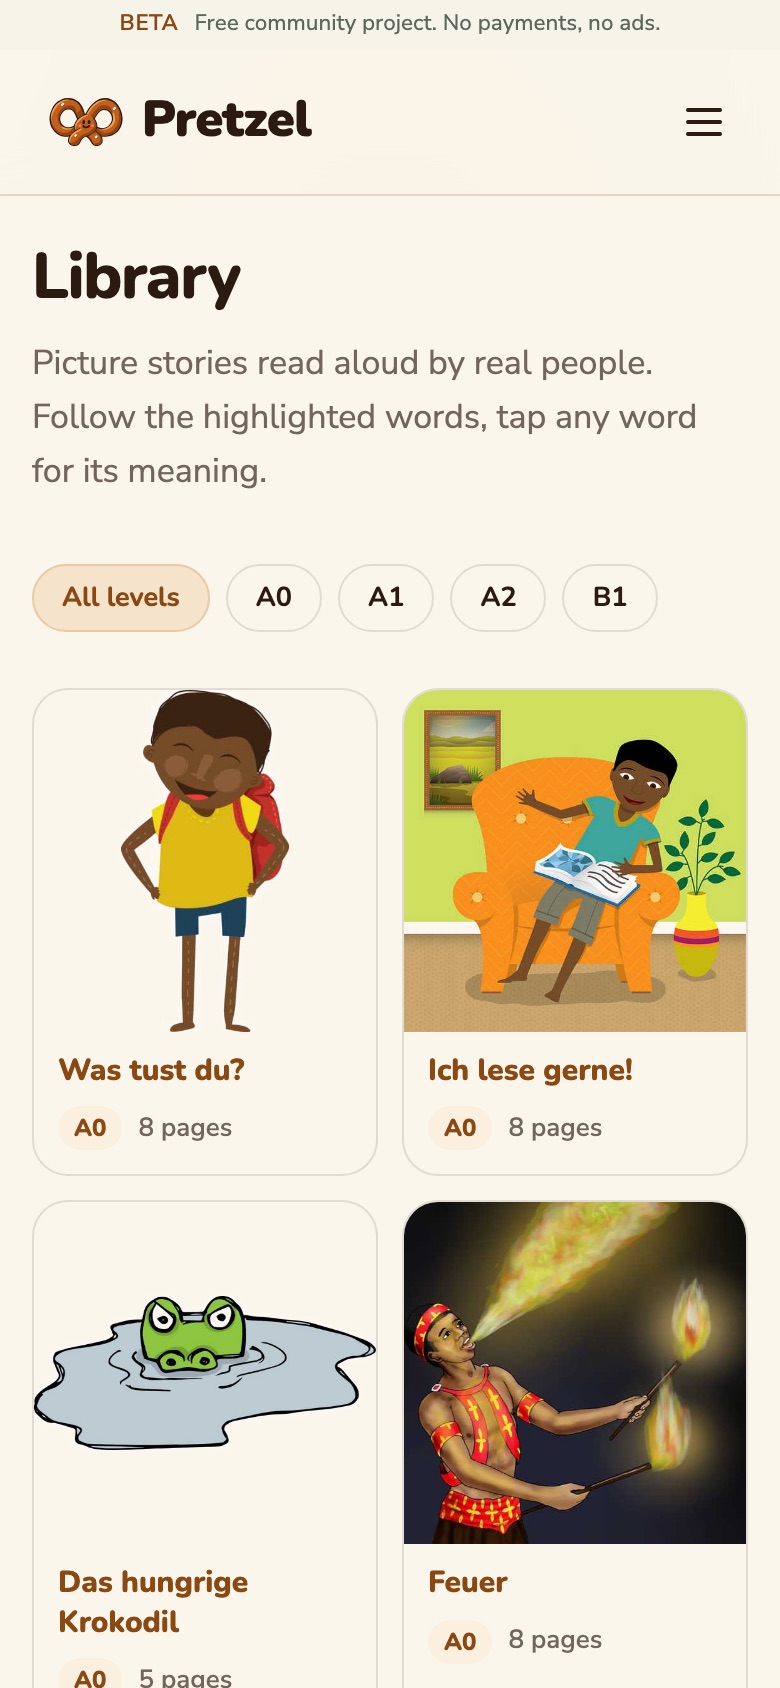 BETA Free community project. No payments, no ads.
Pretzel
Library
Picture stories read aloud by real people.
Follow the highlighted words, tap any word
for its meaning.
All levels A0 A1 A2 B1
Was tust du?
A0 8 pages
Ich lese gerne!
A0 8 pages
Das hungrige
Krokodil
A0 5 pages
Feuer
A0 8 pages